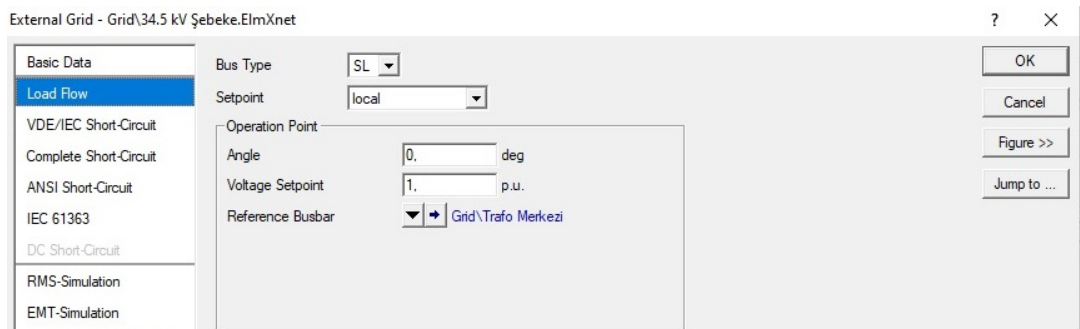 External Grid - Grid\34.5 kV Şebeke.ElmXnet ? X
Basic Data
Load Flow
VDE/IEC Short-Circuit
Complete Short-Circuit
ANSI Short-Circuit
IEC 61363
DC Short-Circuit
RMS-Simulation
EMT-Simulation
Bus Type SL
Setpoint local
Operation Point
Angle 0, deg
Voltage Setpoint 1, p.u.
Reference Busbar Grid\Trafo Merkezi
OK
Cancel
Figure >>
Jump to ...